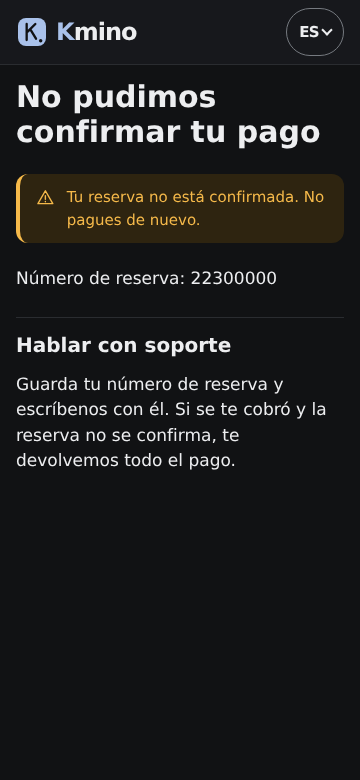 K. Kmino
ES
No pudimos
confirmar tu pago
Tu reserva no está confirmada. No
pagues de nuevo.
Número de reserva: 22300000
Hablar con soporte
Guarda tu número de reserva y
escríbenos con él. Si se te cobró y la
reserva no se confirma, te
devolvemos todo el pago.